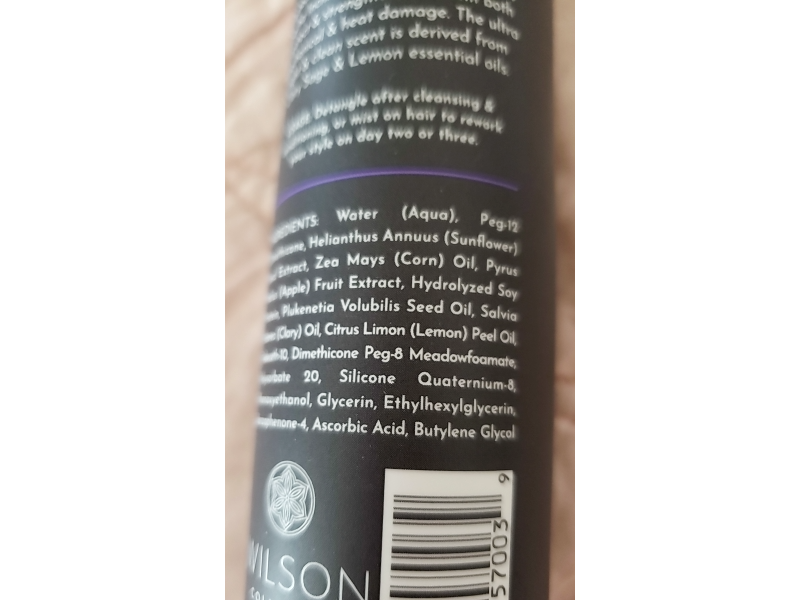 both
& heat damage. The ultra
& clean scent is derived from
Sage & Lemon essential oils.
Detangle after cleansing &
or mist on hair to rework
your style on day two or three.
Water (Aqua), Peg-12
Helianthus Annuus (Sunflower)
Extract, Zea Mays (Corn) Oil, Pyrus
(Apple) Fruit Extract, Hydrolyzed Soy
Plukenetia Volubilis Seed Oil, Salvia
(Clary) Oil, Citrus Limon (Lemon) Peel Oil,
Dimethicone Peg-8 Meadowfoamate,
20, Silicone Quaternium-8,
Glycerin, Ethylhexylglycerin,
Ascorbic Acid, Butylene Glycol
WILSON
57003 9